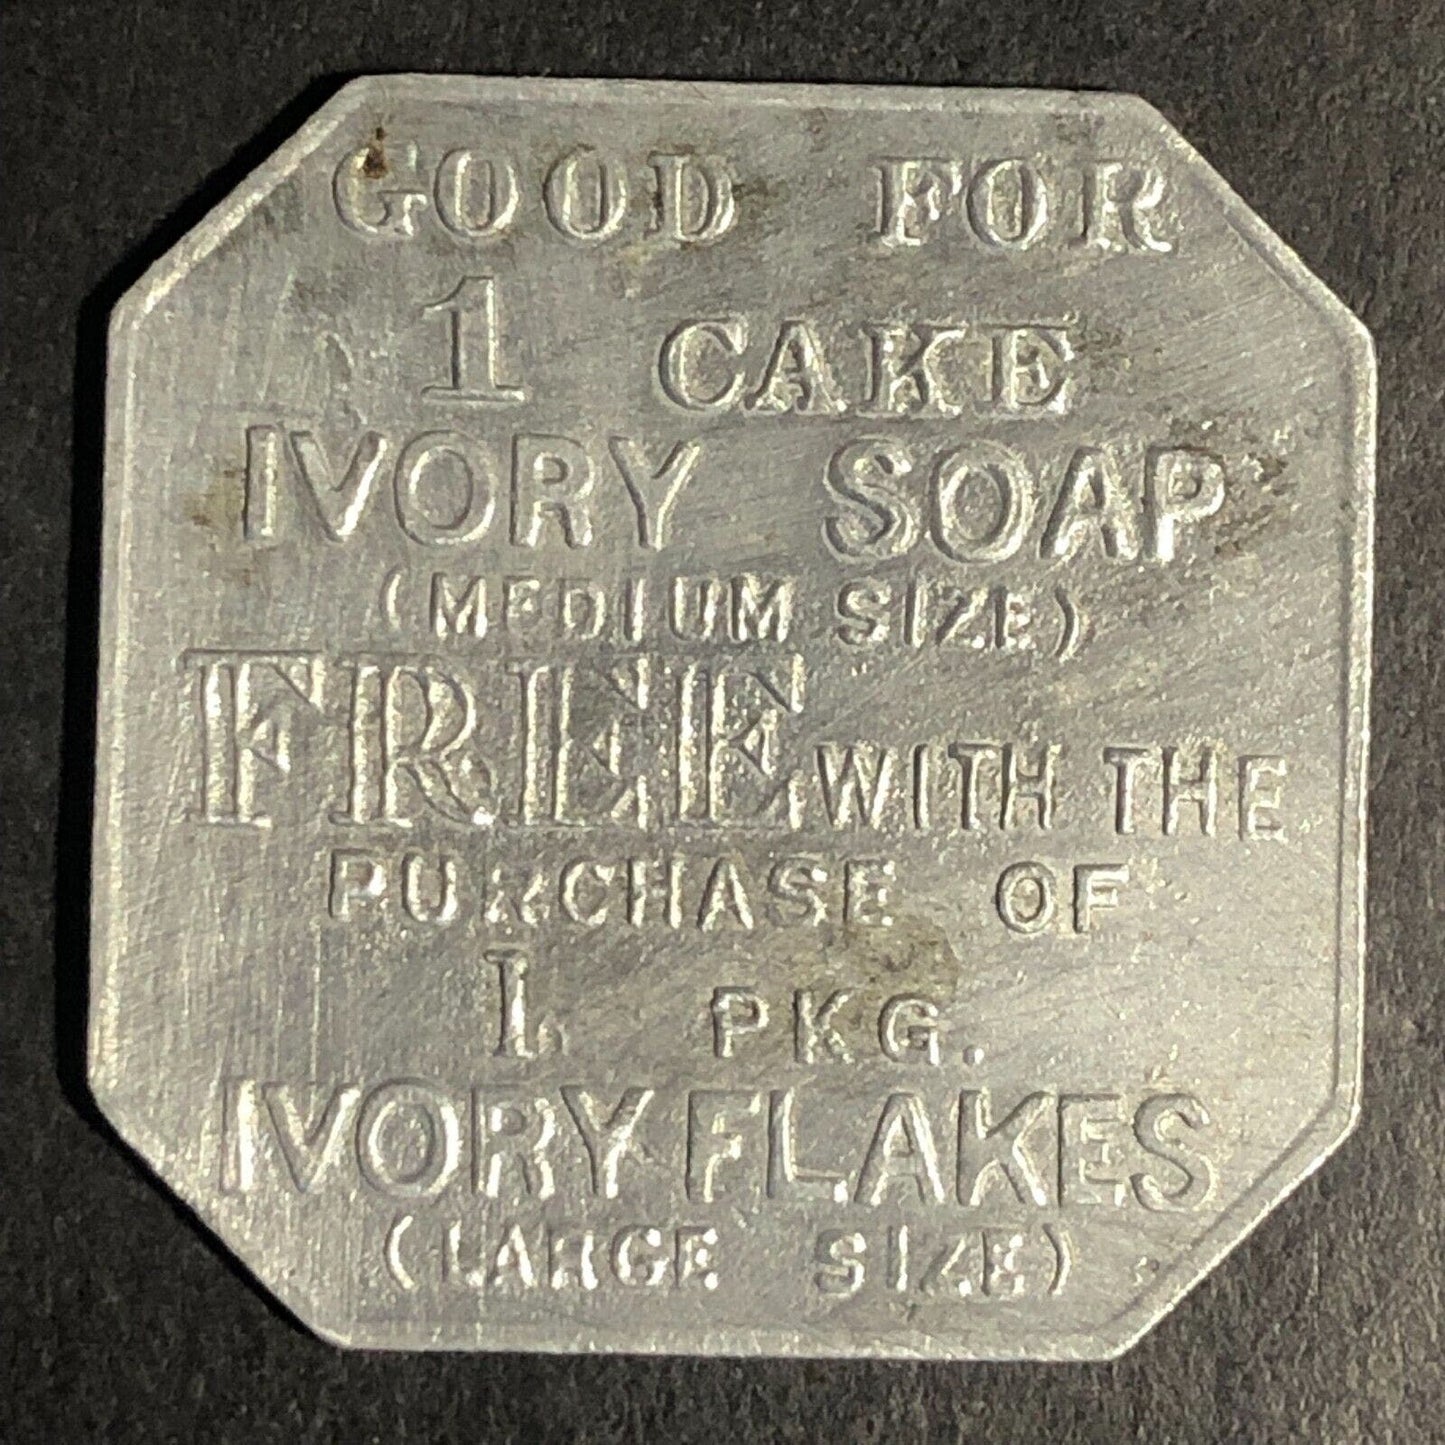 GOOD FOR
1 CAKE
IVORY SOAP
(MEDIUM SIZE)
FREE WITH THE
PURCHASE OF
1. PKG.
IVORY FLAKES
(LARGE SIZE)